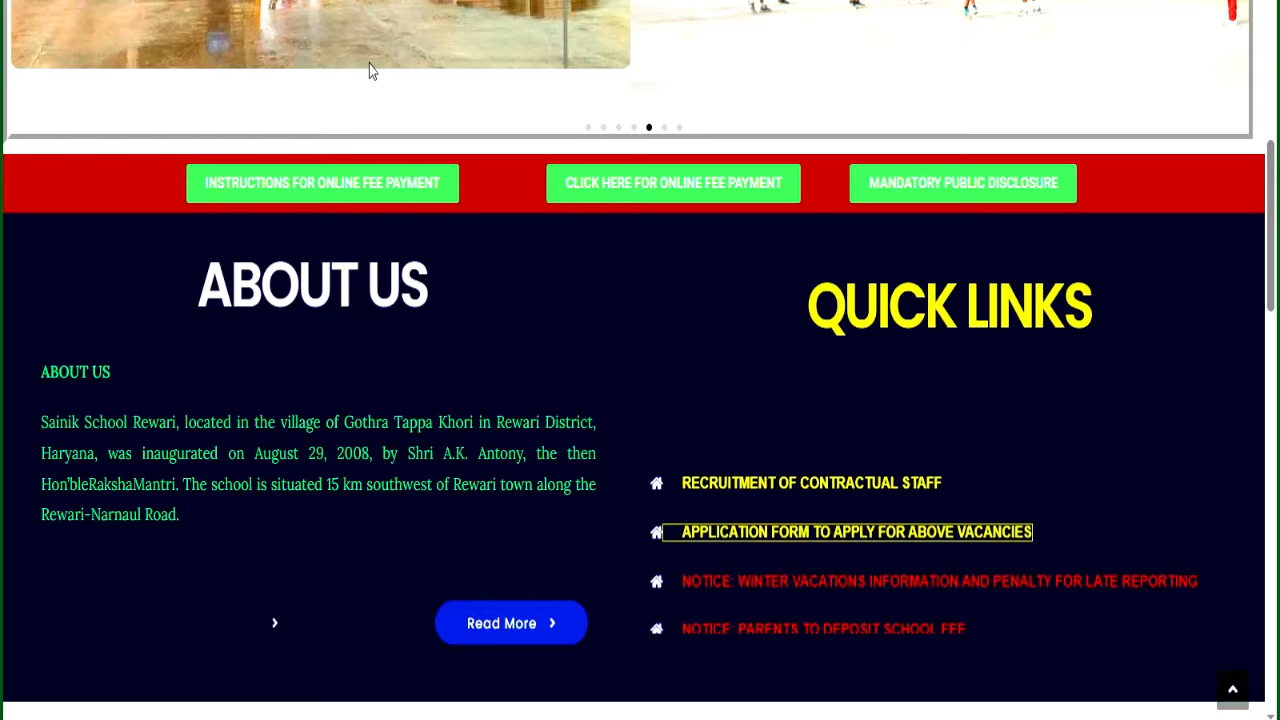 INSTRUCTIONS FOR ONLINE FEE PAYMENT
CLICK HERE FOR ONLINE FEE PAYMENT
MANDATORY PUBLIC DISCLOSURE
ABOUT US
ABOUT US
Sainik School Rewari, located in the village of Gothra Tappa Khori in Rewari District,
Haryana, was inaugurated on August 29, 2008, by Shri A.K. Antony, the then
Hon'bleRakshaMantri. The school is situated 15 km southwest of Rewari town along the
Rewari-Narnaul Road.
Read More
QUICK LINKS
RECRUITMENT OF CONTRACTUAL STAFF
APPLICATION FORM TO APPLY FOR ABOVE VACANCIES
NOTICE: WINTER VACATIONS INFORMATION AND PENALTY FOR LATE REPORTING
NOTICE: PARENTS TO DEPOSIT SCHOOL FEE